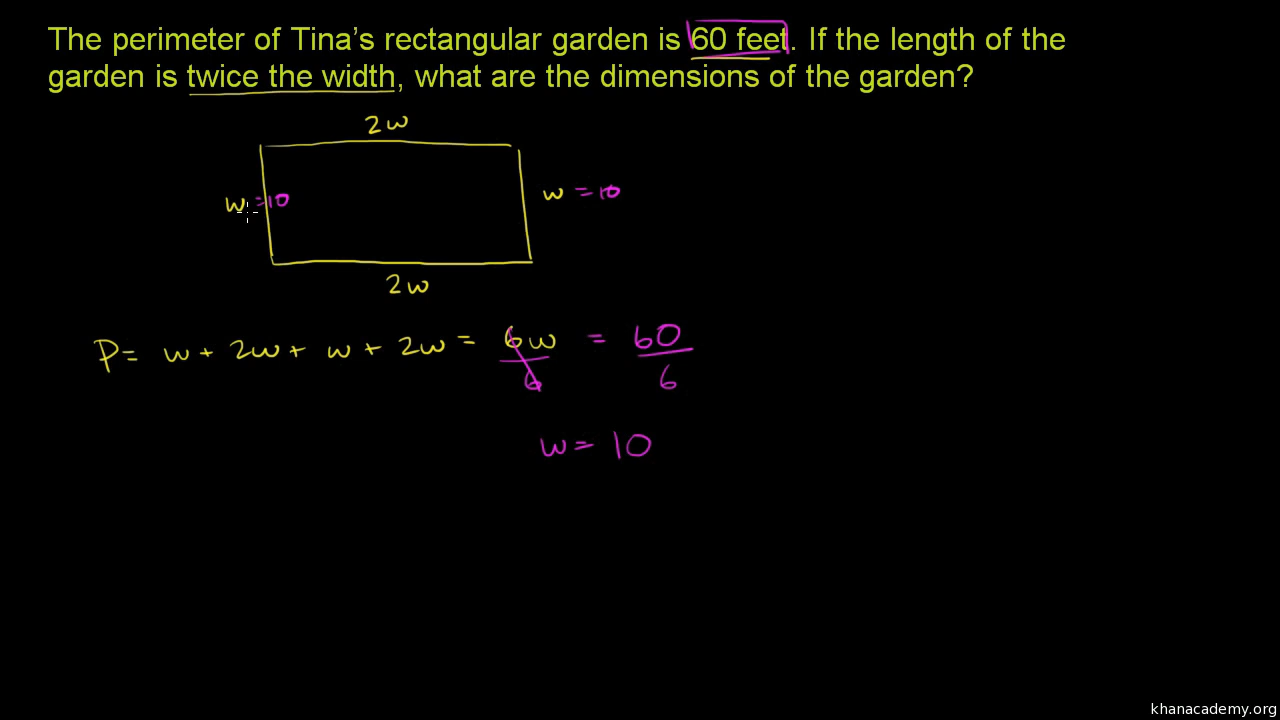 The perimeter of Tina's rectangular garden is 60 feet. If the length of the
garden is twice the width, what are the dimensions of the garden?
2w
w =10
w =10
2w
P= w + 2w + w + 2w = 6w/6 = 60/6
w = 10
khanacademy.org